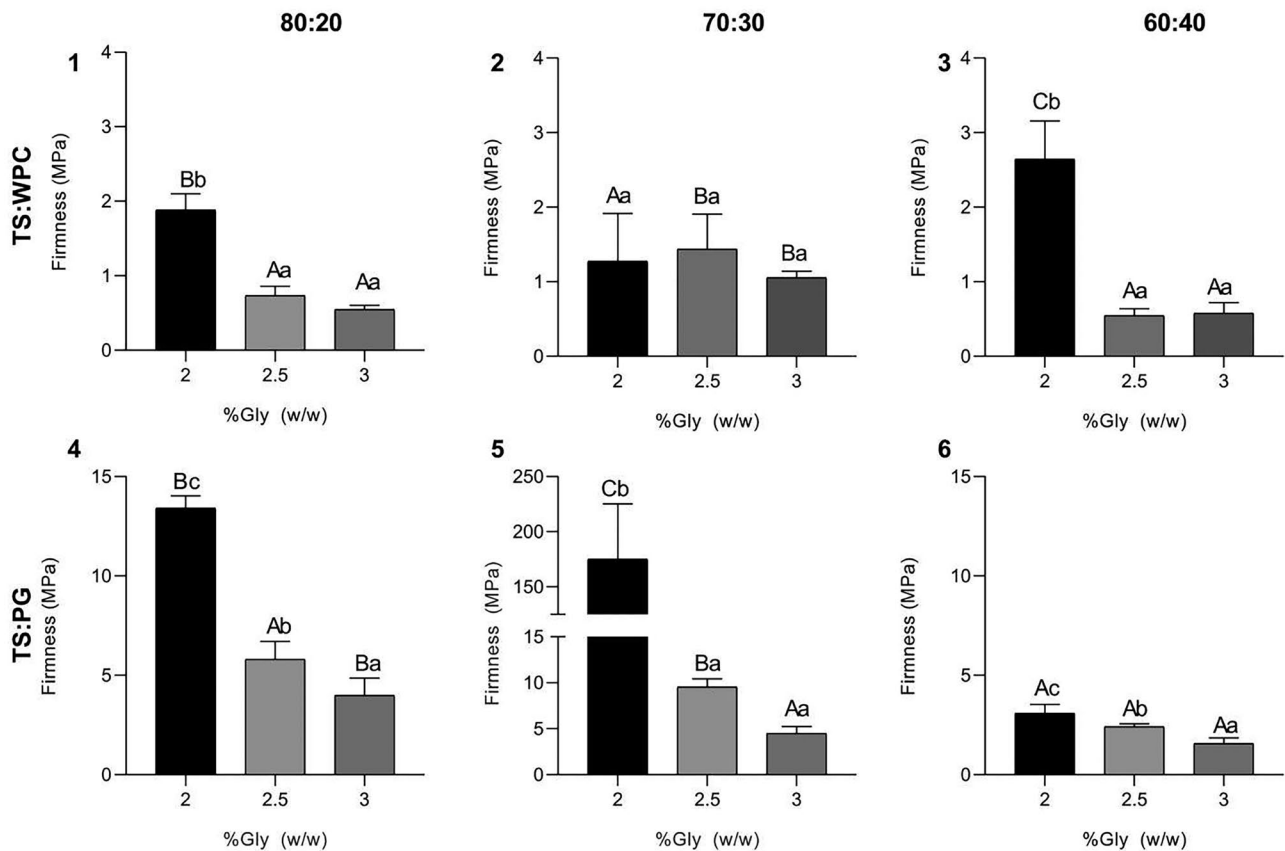 80:20
70:30
60:40
TS:WPC
1
Firmness (MPa)
4
3
2
1
0
Bb
Aa
Aa
2
2.5
3
%Gly (w/w)
2
Firmness (MPa)
4
3
2
1
0
Aa
Ba
Ba
2
2.5
3
%Gly (w/w)
3
Firmness (MPa)
4
3
2
1
0
Cb
Aa
Aa
2
2.5
3
%Gly (w/w)
TS:PG
4
Firmness (MPa)
15
10
5
0
Bc
Ab
Ba
2
2.5
3
%Gly (w/w)
5
Firmness (MPa)
250
200
150
15
10
5
0
Cb
Ba
Aa
2
2.5
3
%Gly (w/w)
6
Firmness (MPa)
15
10
5
0
Ac
Ab
Aa
2
2.5
3
%Gly (w/w)